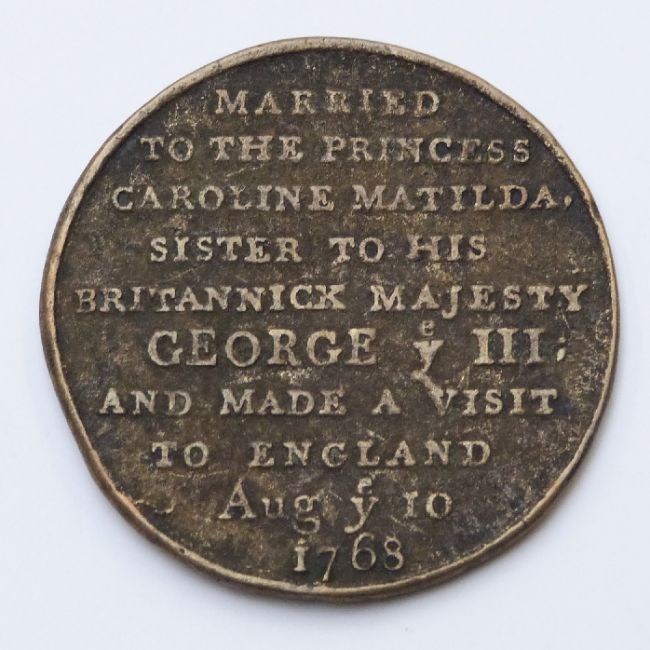 MARRIED
TO THE PRINCESS
CAROLINE MATILDA,
SISTER TO HIS
BRITANNICK MAJESTY
GEORGE yᵉ III;
AND MADE A VISIT
TO ENGLAND
Aug yᵉ 10
1768